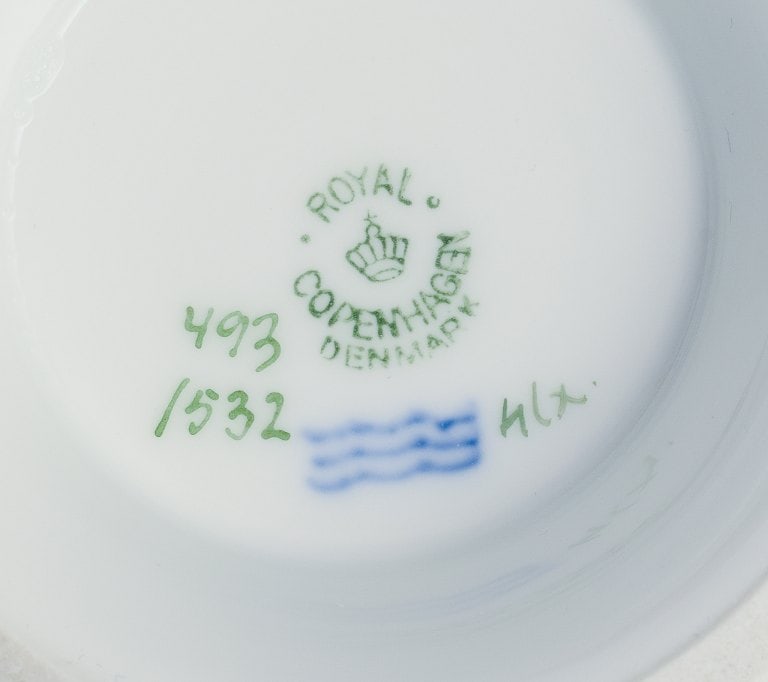 ROYAL
COPENHAGEN
DENMARK
493
1532